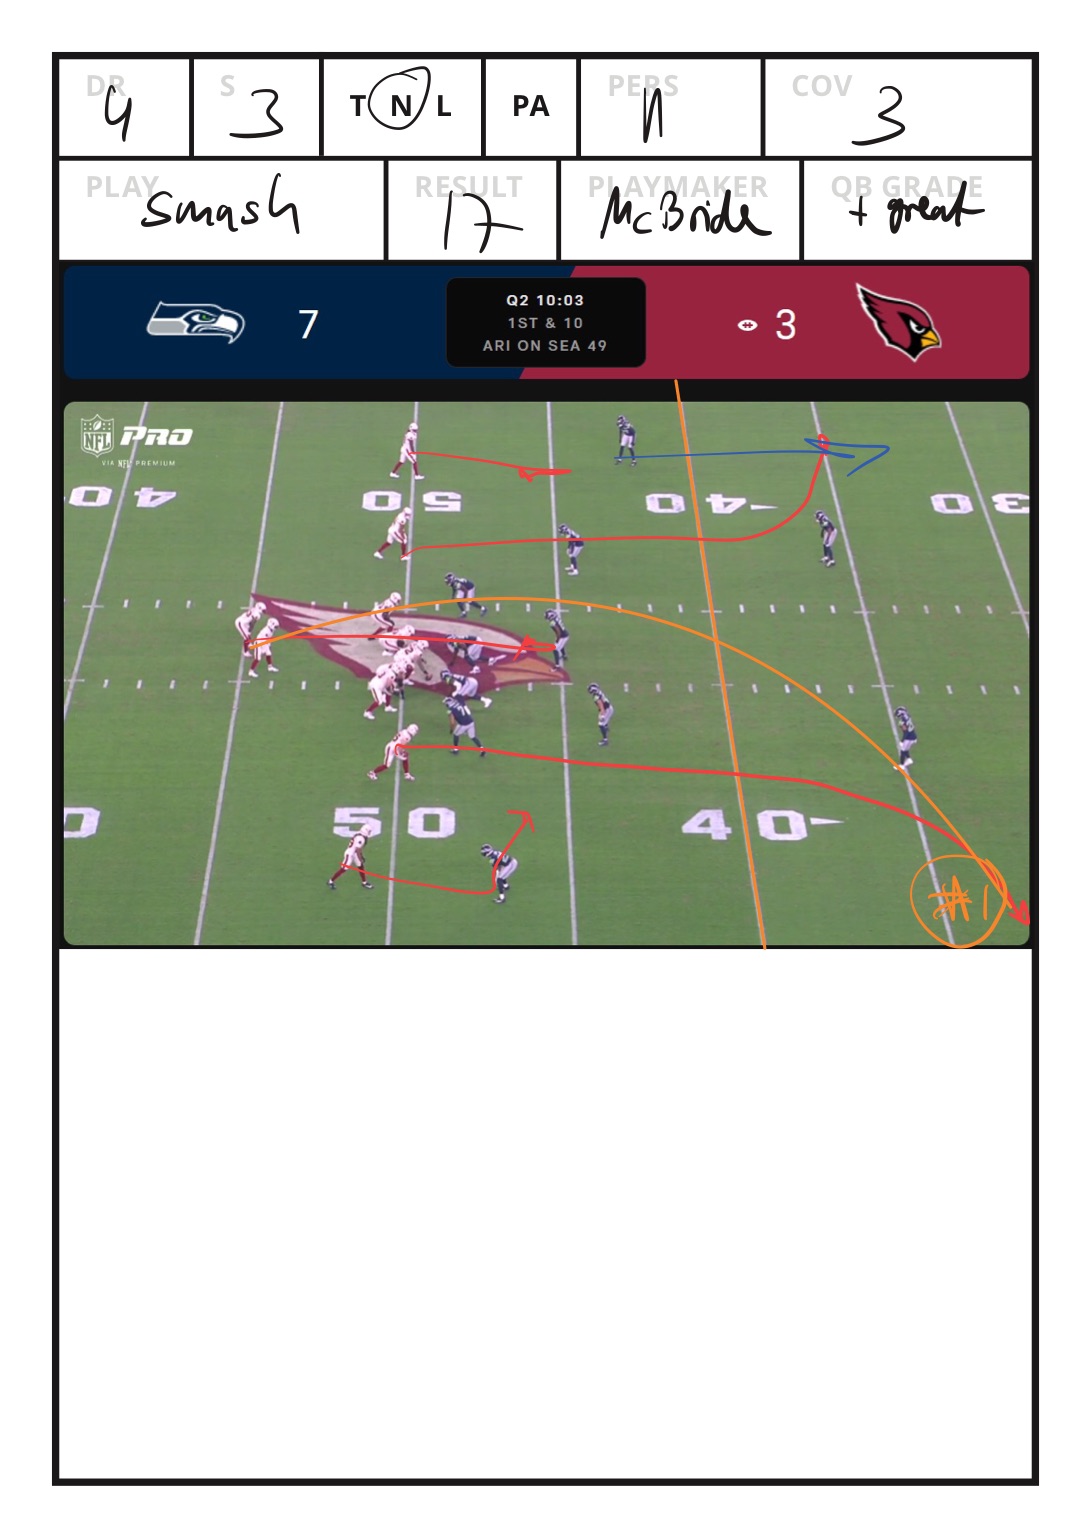 DR S T N L PA PERS COV
4 3 11 3
PLAY RESULT PLAYMAKER QB GRADE
Smash 17 McBride + great
7 Q2 10:03 3
1ST & 10
ARI ON SEA 49
NFL PRO
VIA NFL+ PREMIUM
40 50 40 30
0 50 40
#1